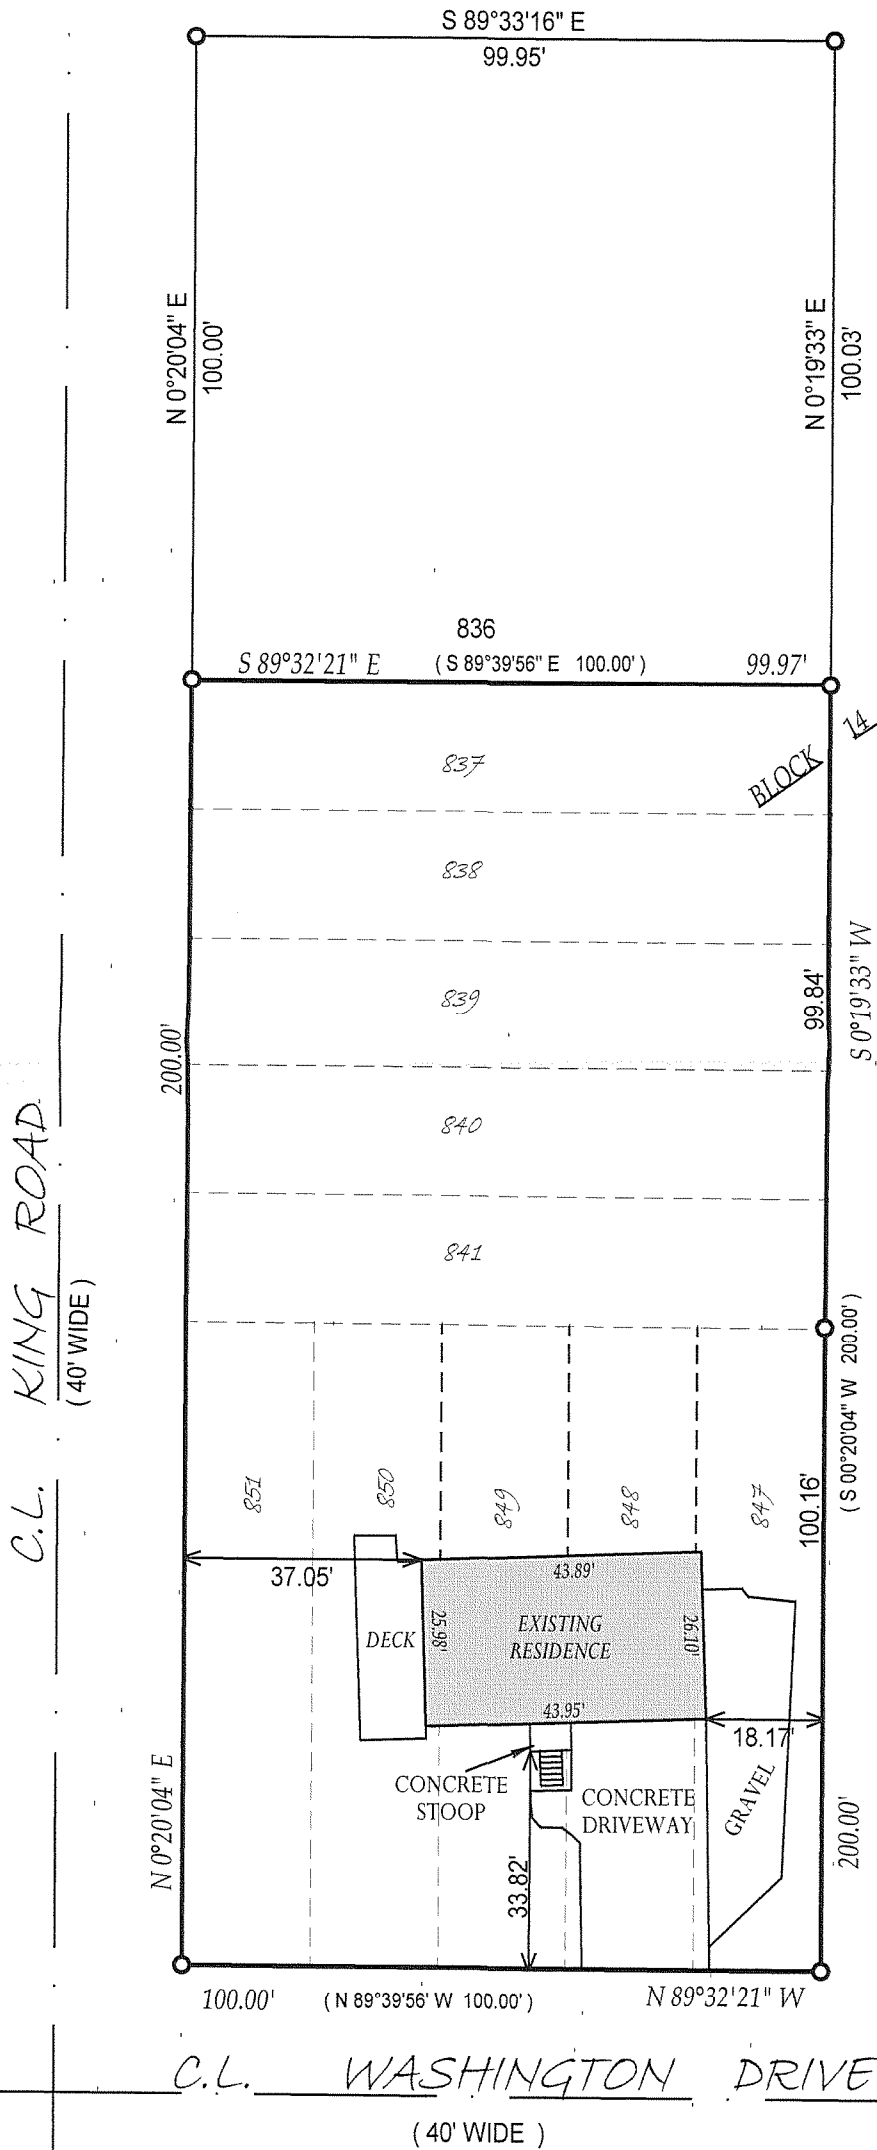 S 89°33'16" E
99.95'
N 0°20'04" E
100.00'
N 0°19'33" E
100.03'
836
S 89°32'21" E
( S 89°39'56" E 100.00' )
99.97'
BLOCK 14
837
838
839
840
841
200.00'
99.84'
S 0°19'33" W
C.L. KING ROAD
( 40' WIDE )
( S 00°20'04" W 200.00' )
100.16'
851
850
849
848
847
37.05'
43.89'
DECK
25.98'
EXISTING
RESIDENCE
26.10'
43.95'
18.17'
CONCRETE
STOOP
CONCRETE
DRIVEWAY
GRAVEL
33.82'
N 0°20'04" E
200.00'
100.00'
( N 89°39'56' W 100.00' )
N 89°32'21" W
C.L. WASHINGTON DRIVE
( 40' WIDE )